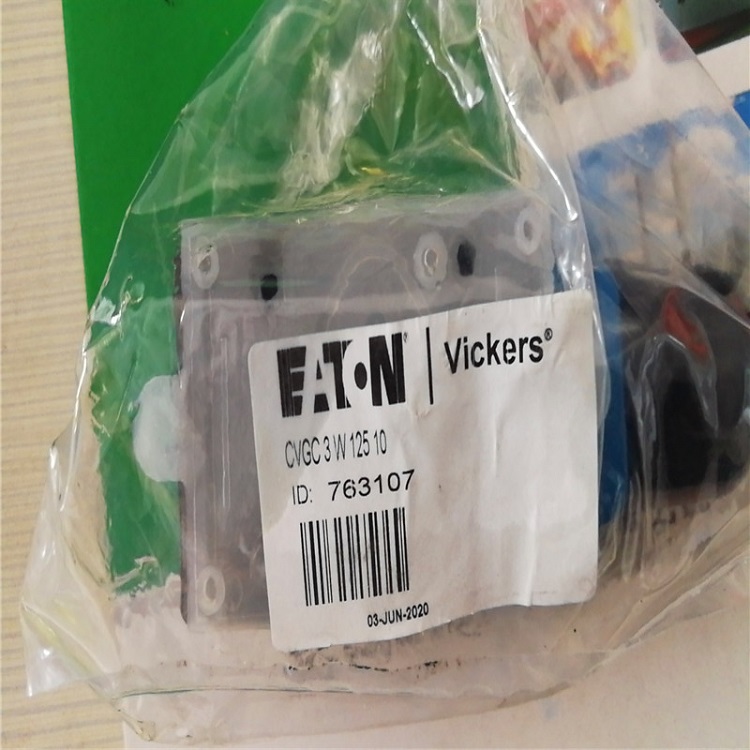 EATON | Vickers®
CVGC 3 W 125 10
ID: 763107
03-JUN-2020